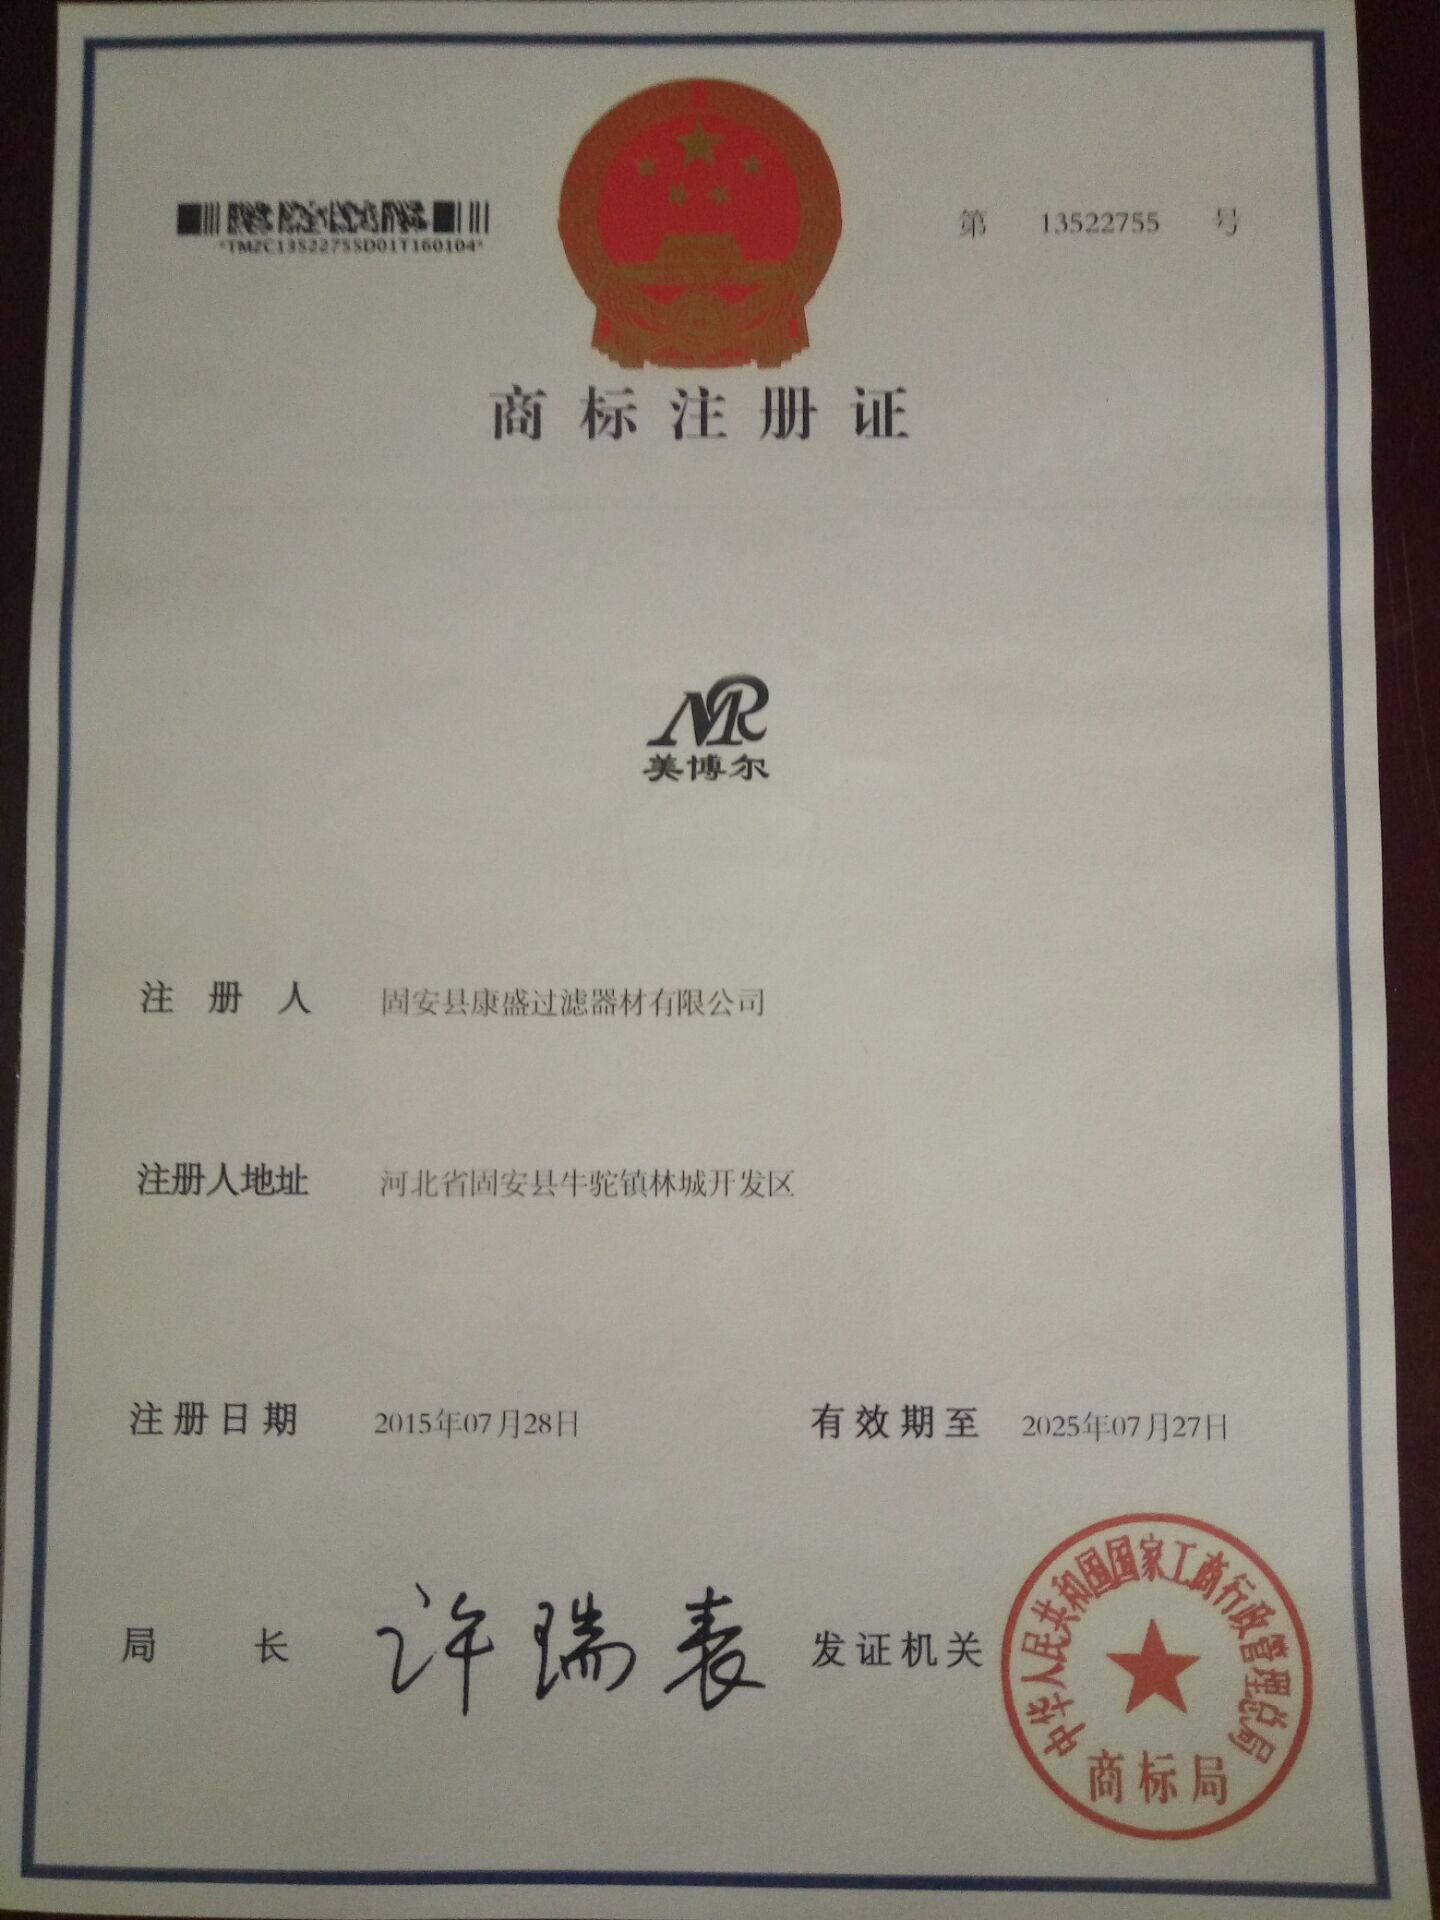 *TMZC13522755D01T160104*
第 13522755 号
商标注册证
MR
美博尔
注册人 固安县康盛过滤器材有限公司
注册人地址 河北省固安县牛驼镇林城开发区
注册日期 2015年07月28日 有效期至 2025年07月27日
局长 许瑞表 发证机关
中华人民共和国国家工商行政管理总局
商标局